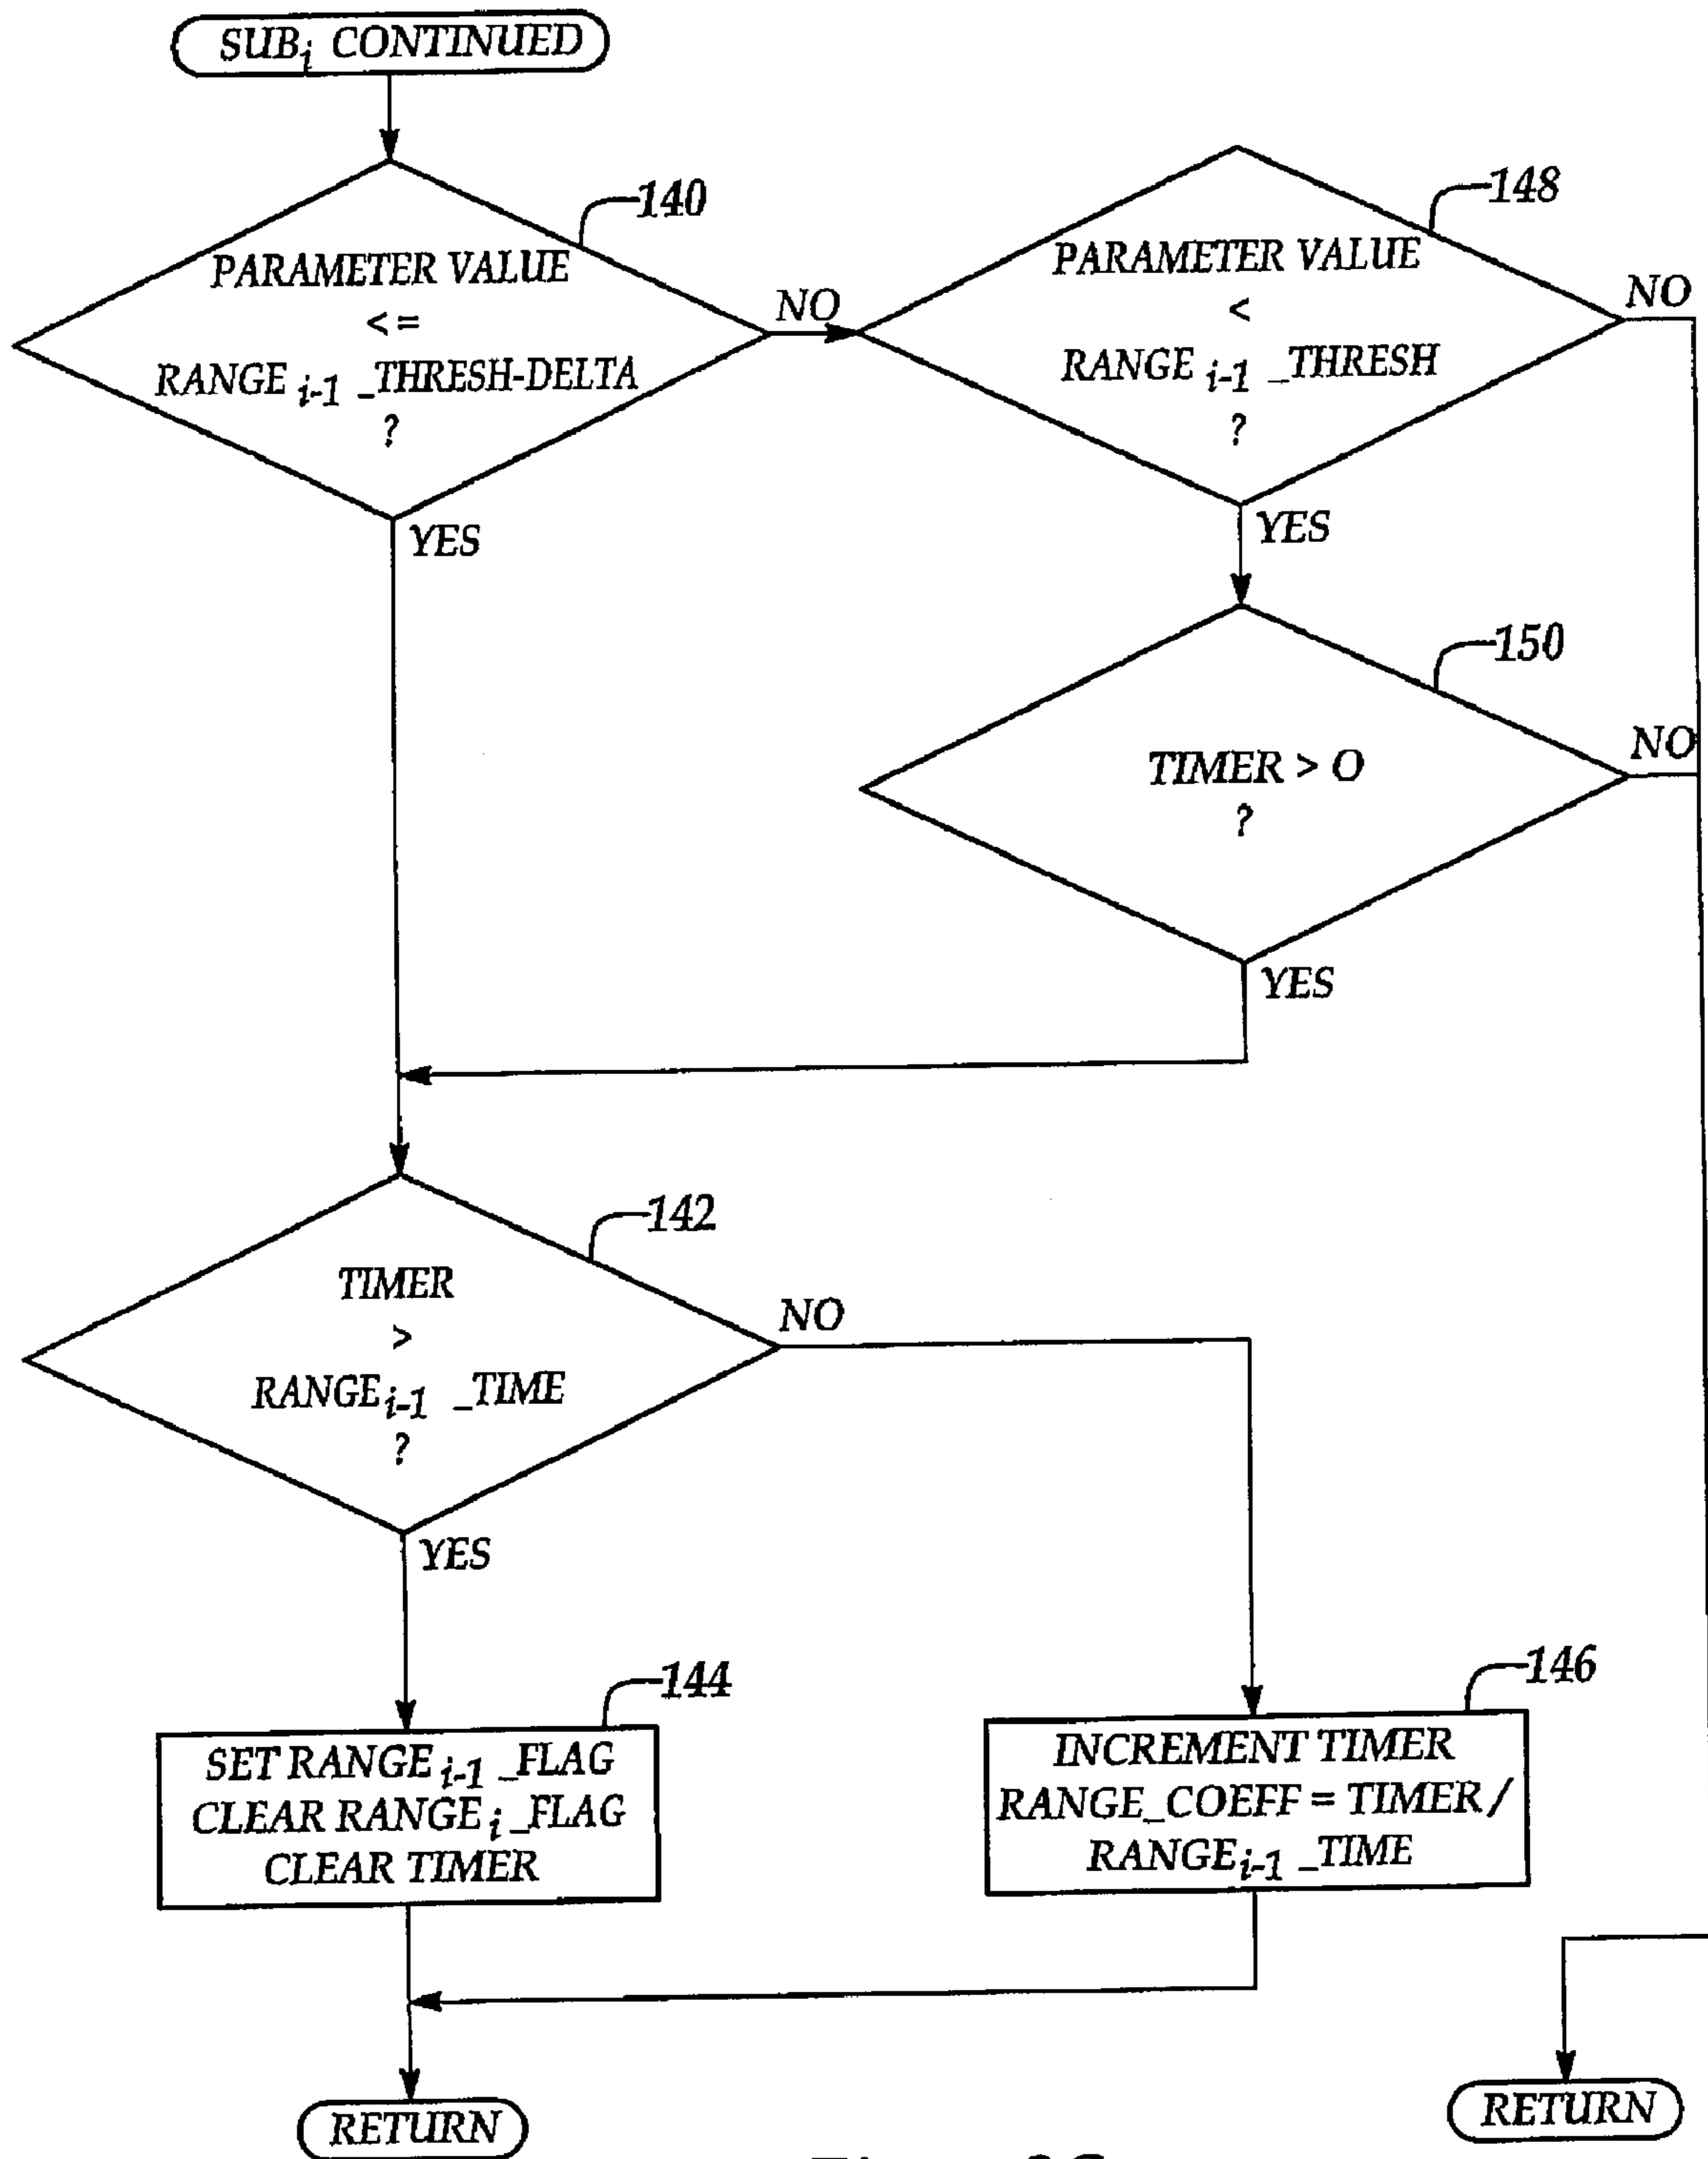 SUBi CONTINUED
140
PARAMETER VALUE
<=
RANGE i-1 _THRESH-DELTA
?
NO
YES
148
PARAMETER VALUE
<
RANGE i-1 _THRESH
?
NO
YES
150
TIMER > O
?
NO
YES
142
TIMER
>
RANGE i-1 _TIME
?
NO
YES
144
SET RANGE i-1 _FLAG
CLEAR RANGE i _FLAG
CLEAR TIMER
146
INCREMENT TIMER
RANGE_COEFF = TIMER /
RANGE i-1 _TIME
RETURN
RETURN